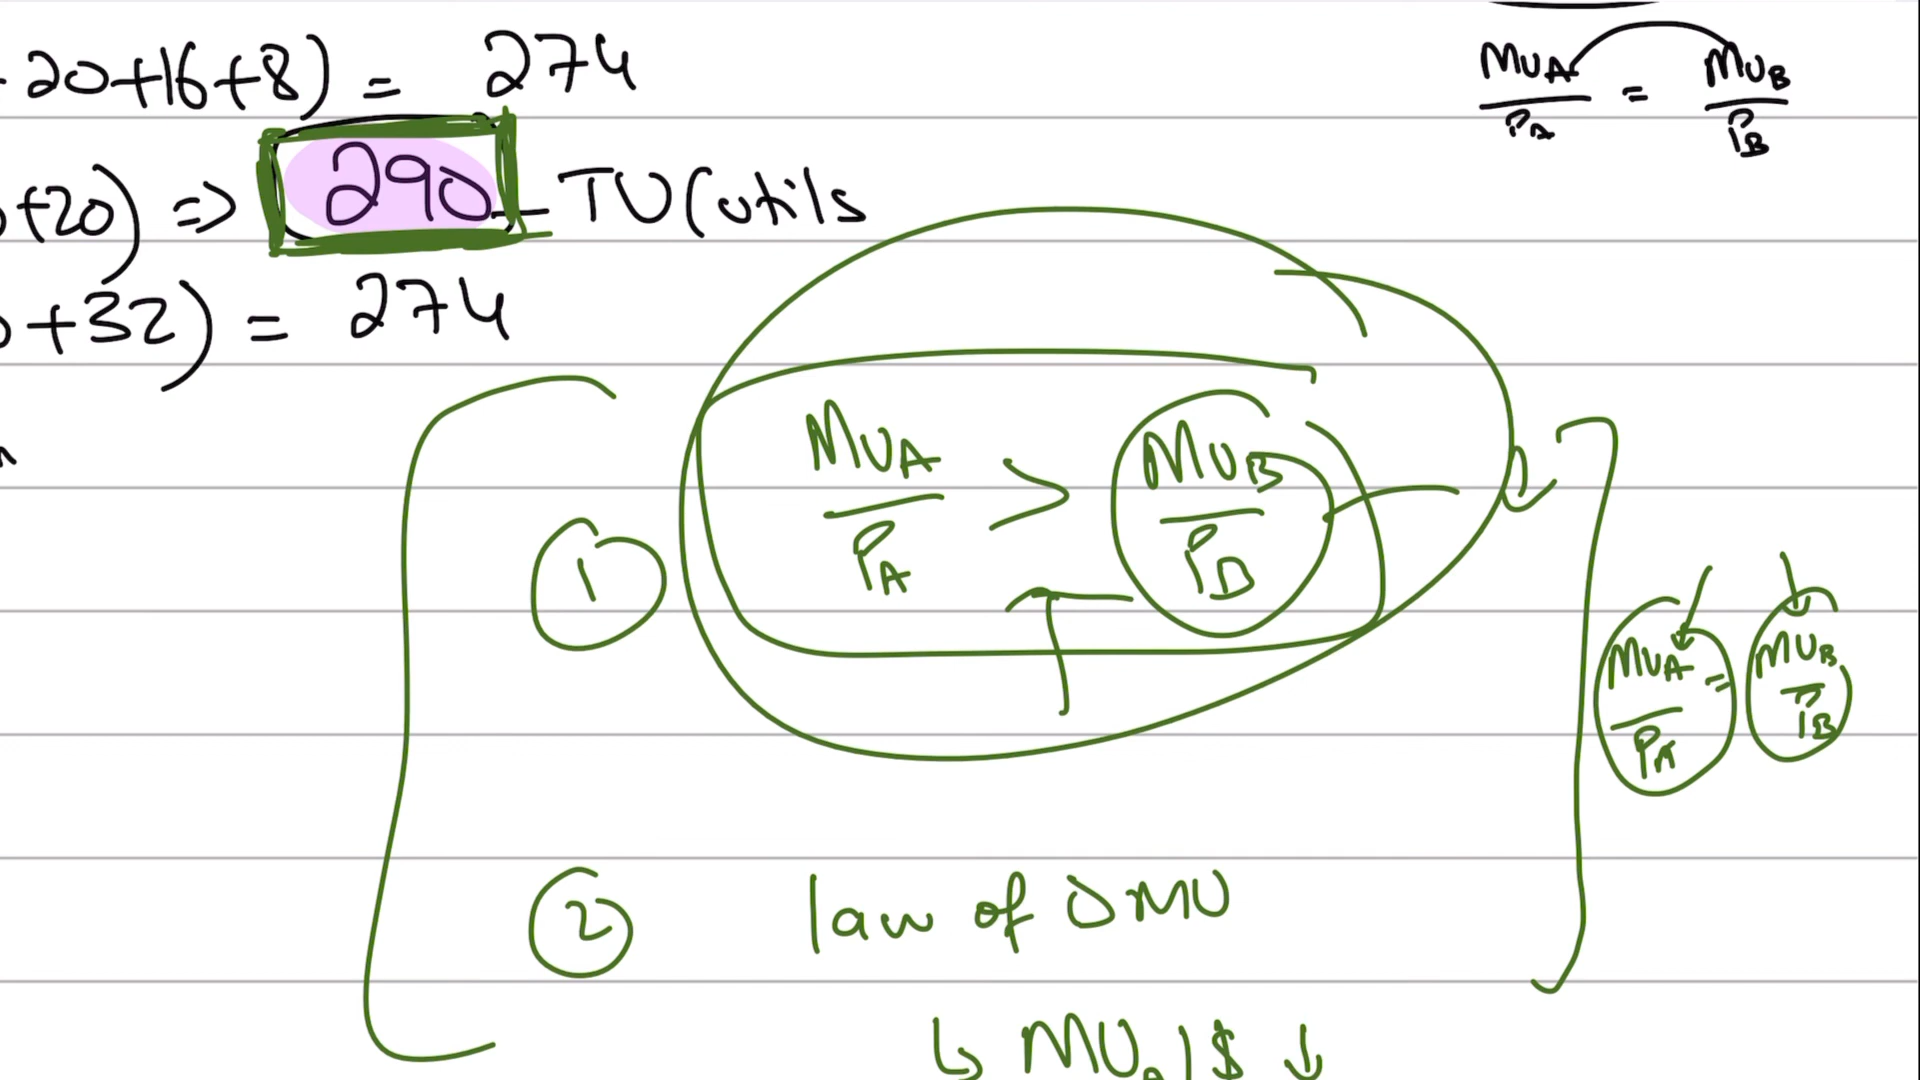 20+16+8) = 274
MUA/PA = MUB/PB
+20) => 290 - TU(utils
+32) = 274
1 MUA/PA > MUB/PB
MUA/PA = MUB/PB
2 law of DMU
↳ MUA/$ ↓